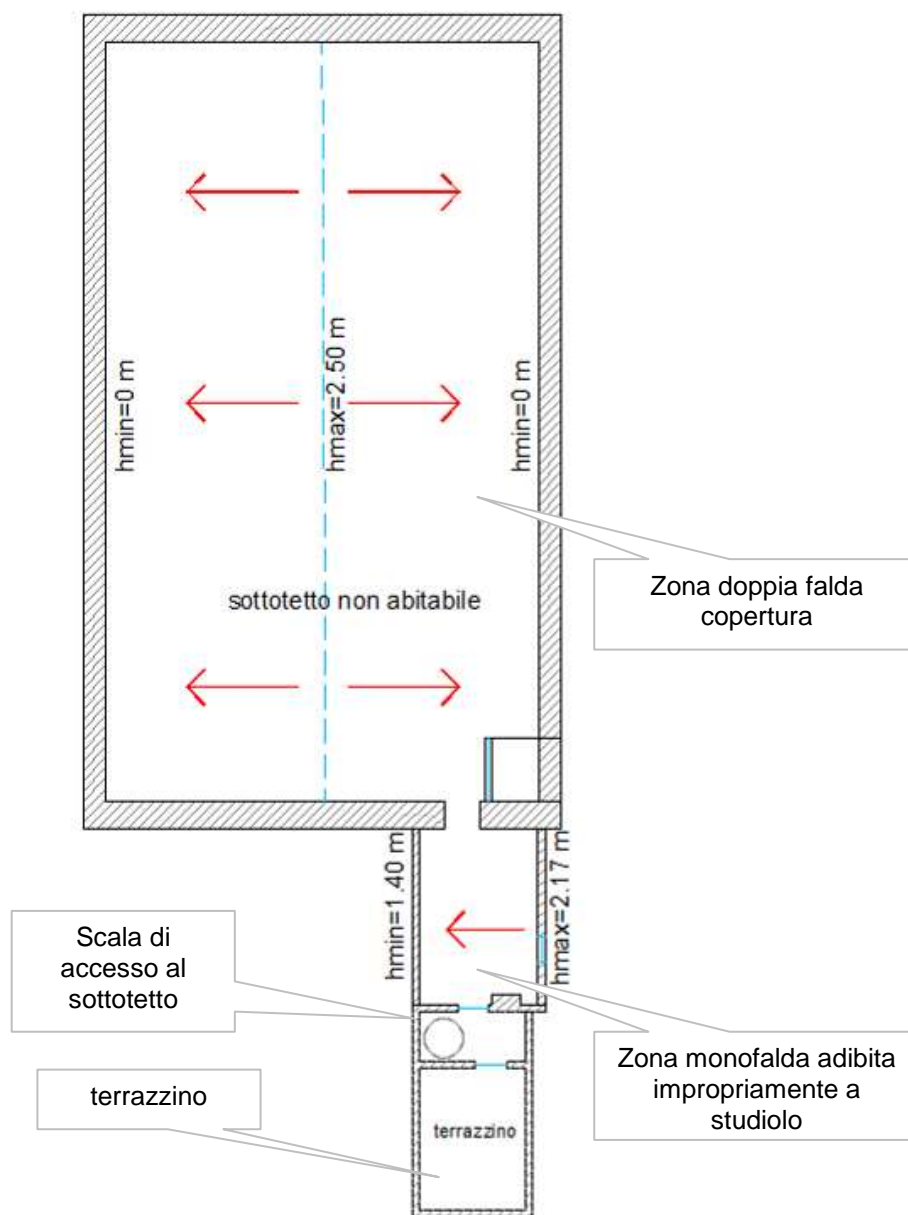 hmin=0 m
hmax=2.50 m
hmin=0 m
Zona doppia falda
copertura
sottotetto non abitabile
hmin=1.40 m
hmax=2.17 m
Scala di
accesso al
sottotetto
Zona monofalda adibita
impropriamente a
studiolo
terrazzino
terrazzino